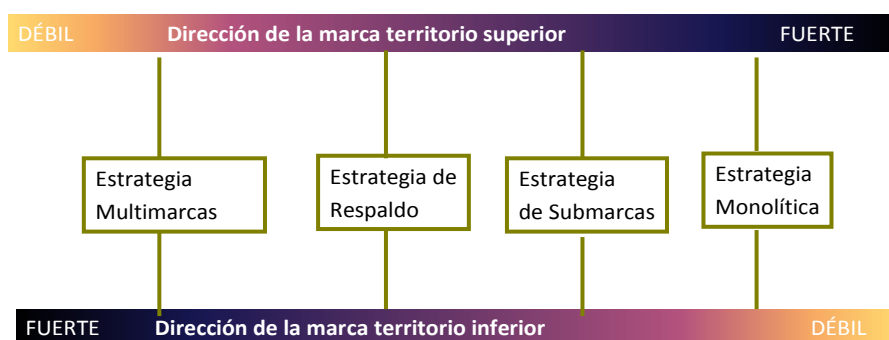 DÉBIL Dirección de la marca territorio superior FUERTE
Estrategia
Multimarcas
Estrategia de
Respaldo
Estrategia
de Submarcas
Estrategia
Monolítica
FUERTE Dirección de la marca territorio inferior DÉBIL